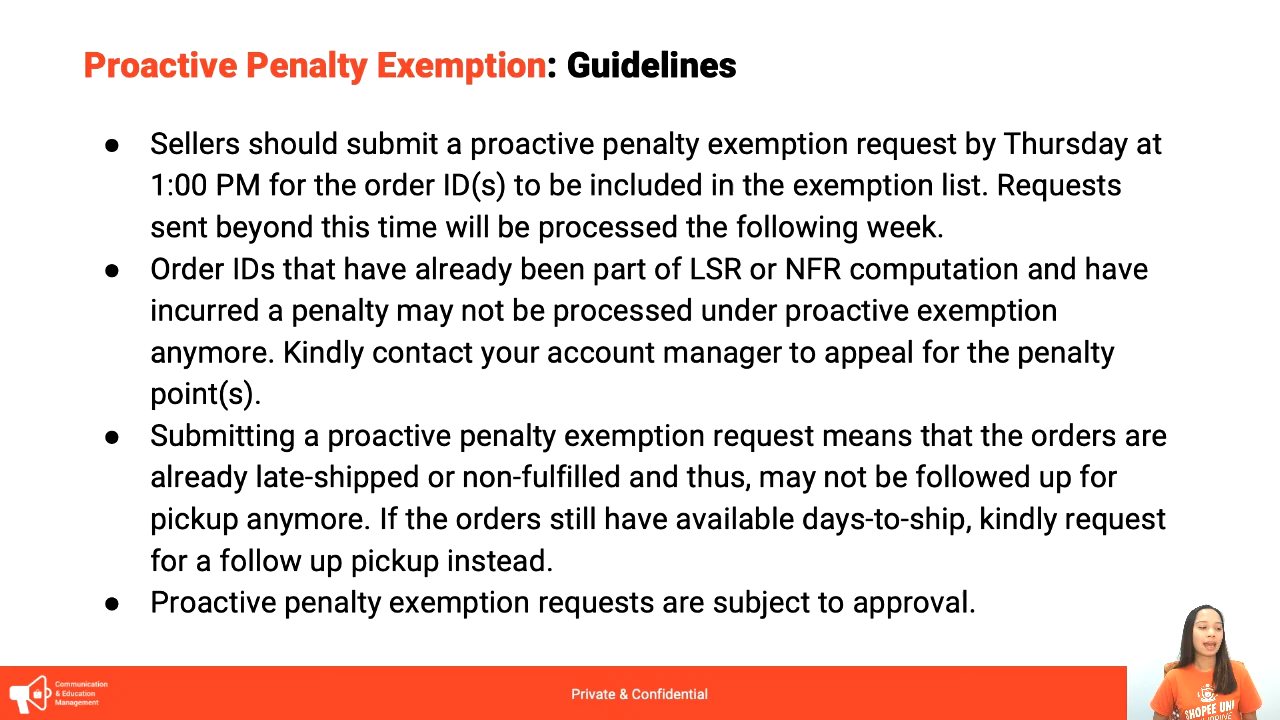 Proactive Penalty Exemption: Guidelines
● Sellers should submit a proactive penalty exemption request by Thursday at
1:00 PM for the order ID(s) to be included in the exemption list. Requests
sent beyond this time will be processed the following week.
● Order IDs that have already been part of LSR or NFR computation and have
incurred a penalty may not be processed under proactive exemption
anymore. Kindly contact your account manager to appeal for the penalty
point(s).
● Submitting a proactive penalty exemption request means that the orders are
already late-shipped or non-fulfilled and thus, may not be followed up for
pickup anymore. If the orders still have available days-to-ship, kindly request
for a follow up pickup instead.
● Proactive penalty exemption requests are subject to approval.
Communication
& Education
Management
Private & Confidential
SHOPEE UNI